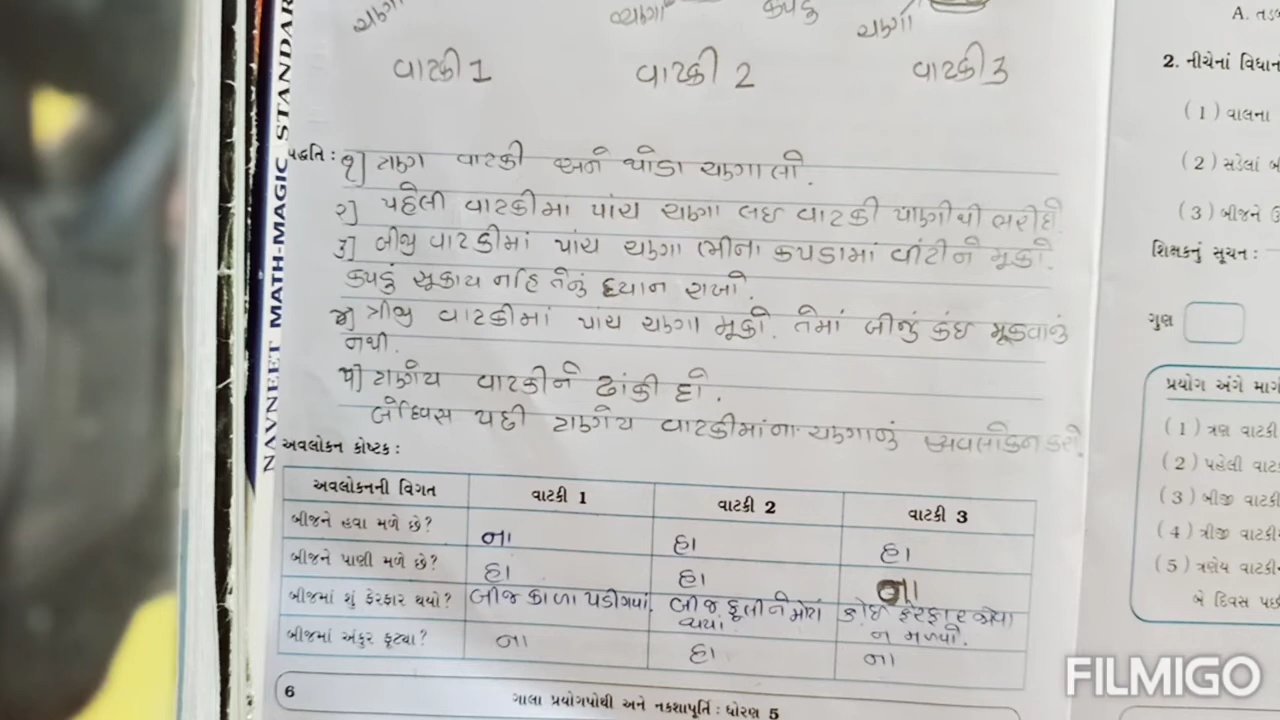 ચણા
ચણા
કપડું
ચણા
વાટકી 1
વાટકી 2
વાટકી 3
NAVNEET MATH-MAGIC STANDAR
પદ્ધતિ :
૧] ત્રણ વાટકી અને થોડા ચણા લો.
૨] પહેલી વાટકીમા પાંચ ચણા લઇ વાટકી પાણીથી ભરીદો.
૩] બીજી વાટકીમાં પાંચ ચણા ભીના કપડામાં વીંટીને મૂકો.
કપડું સૂકાય નહિ તેનું ધ્યાન રાખો.
૪] ત્રીજી વાટકીમાં પાંચ ચણા મૂકો. તેમાં બીજું કંઇ મૂકવાનું
નથી.
૫] ત્રણેય વાટકીને ઢાંકી દો.
બે દિવસ પછી ત્રણેય વાટકીમાંના ચણાનું અવલોકન કરો.
અવલોકન કોષ્ટક :
અવલોકનની વિગત વાટકી 1 વાટકી 2 વાટકી 3
બીજને હવા મળે છે? ના હા હા
બીજને પાણી મળે છે? હા હા ના
બીજમાં શું ફેરફાર થયો? બીજ કાળા પડી ગયાં. બીજ ફૂલીને મોટાં થયાં કોઈ ફેરફાર જોવા ન મળ્યો.
બીજમાં અંકુર ફૂટ્યા? ના હા ના
6
ગાલા પ્રયોગપોથી અને નકશાપૂર્તિ : ધોરણ 5
A.
2. નીચેનાં વિધાન
(1) વાલના
(2) સડેલાં
(3) બીજને
શિક્ષકનું સૂચન :
ગુણ
પ્રયોગ અંગે
(1) ત્રણ વાટકી
(2) પહેલી
(3) બીજી
(4) ત્રીજી વાટકી
(5) ત્રણેય વાટકી
બે દિવસ
FILMIGO